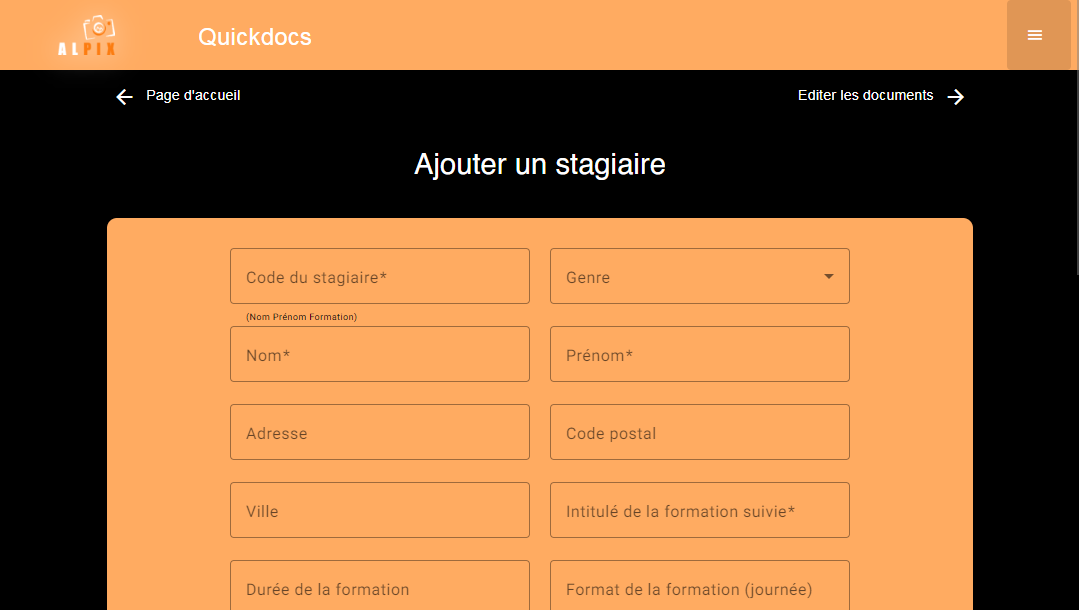 ALPIX
Quickdocs
Page d'accueil
Editer les documents
Ajouter un stagiaire
Code du stagiaire*
Genre
(Nom Prénom Formation)
Nom*
Prénom*
Adresse
Code postal
Ville
Intitulé de la formation suivie*
Durée de la formation
Format de la formation (journée)